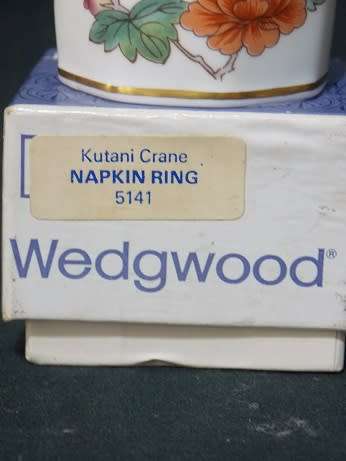 Kutani Crane
NAPKIN RING
5141
Wedgwood®